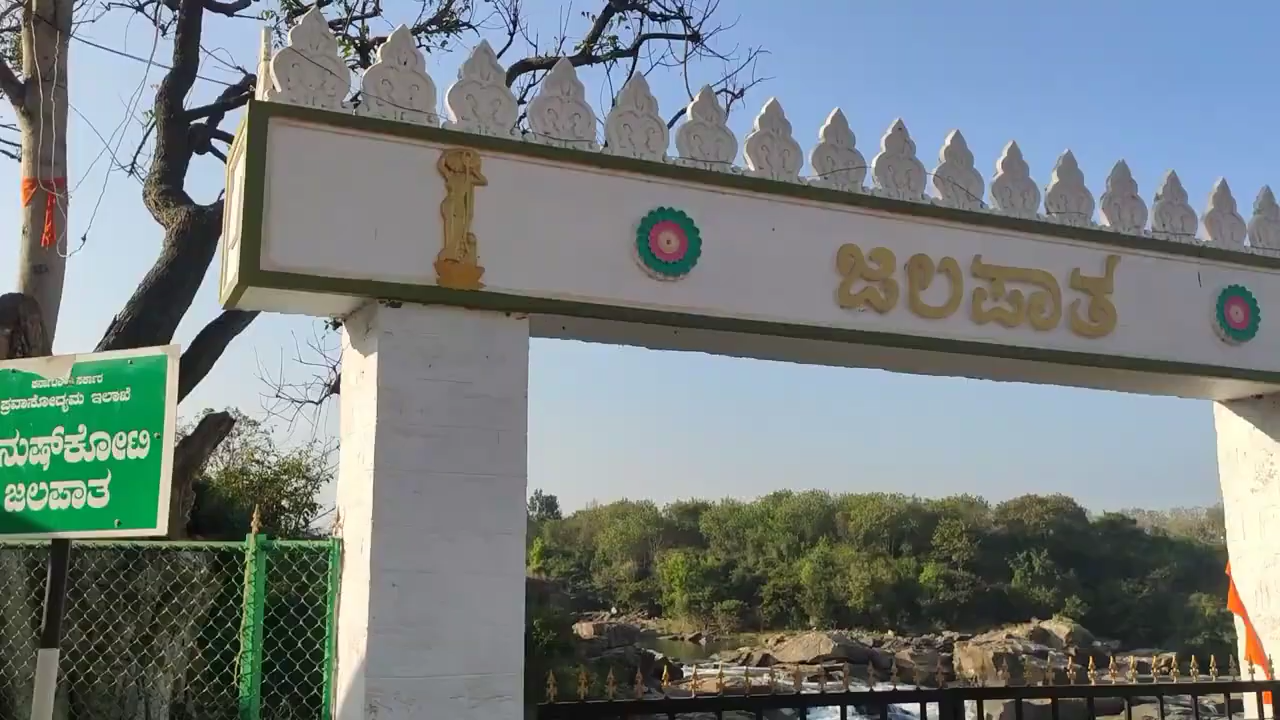 ಜಲಪಾತ
ಕರ್ನಾಟಕ ಸರ್ಕಾರ
ಪ್ರವಾಸೋದ್ಯಮ ಇಲಾಖೆ
ನುಷ್‌ಕೋಟಿ
ಜಲಪಾತ